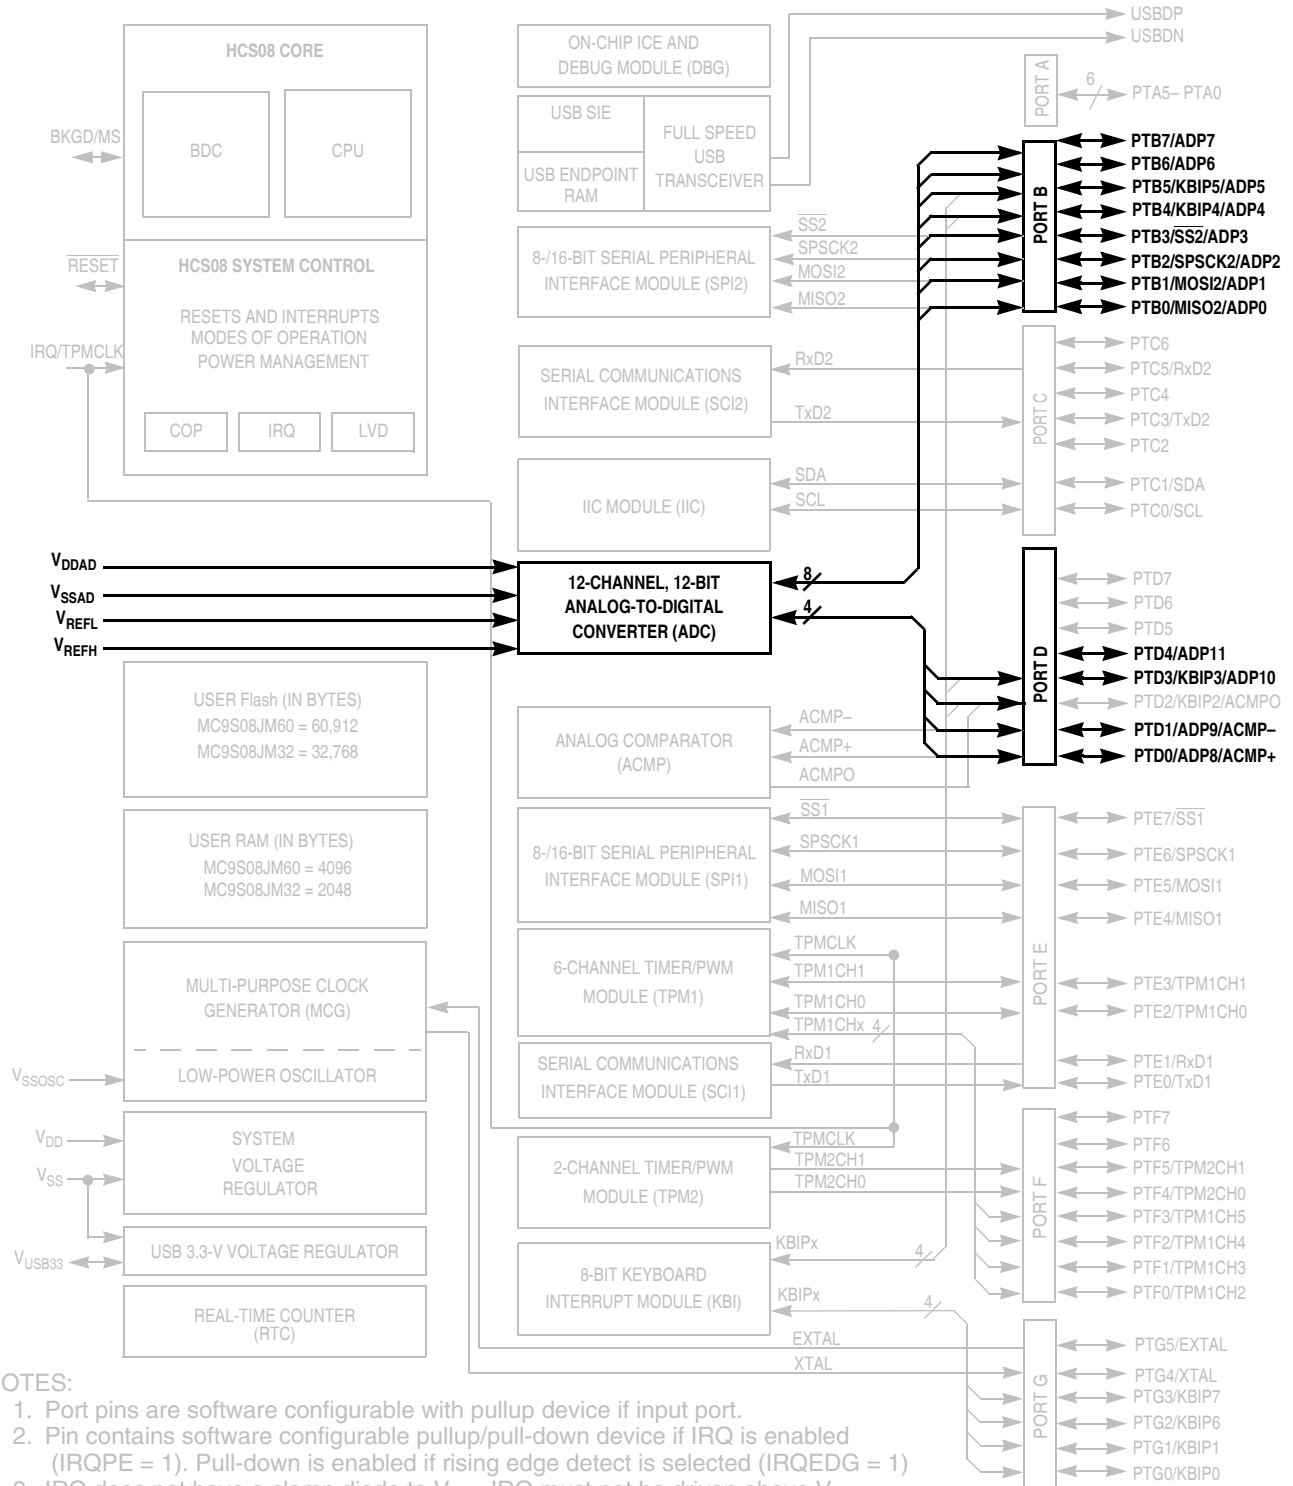 HCS08 CORE
BDC
CPU
BKGD/MS
RESET
HCS08 SYSTEM CONTROL
RESETS AND INTERRUPTS
MODES OF OPERATION
POWER MANAGEMENT
IRQ/TPMCLK
COP
IRQ
LVD
VDDAD
VSSAD
VREFL
VREFH
USER Flash (IN BYTES)
MC9S08JM60 = 60,912
MC9S08JM32 = 32,768
USER RAM (IN BYTES)
MC9S08JM60 = 4096
MC9S08JM32 = 2048
MULTI-PURPOSE CLOCK
GENERATOR (MCG)
LOW-POWER OSCILLATOR
VSSOSC
VDD
VSS
SYSTEM
VOLTAGE
REGULATOR
VUSB33
USB 3.3-V VOLTAGE REGULATOR
REAL-TIME COUNTER
(RTC)
ON-CHIP ICE AND
DEBUG MODULE (DBG)
USB SIE
USB ENDPOINT
RAM
FULL SPEED
USB
TRANSCEIVER
8-/16-BIT SERIAL PERIPHERAL
INTERFACE MODULE (SPI2)
SS2
SPSCK2
MOSI2
MISO2
SERIAL COMMUNICATIONS
INTERFACE MODULE (SCI2)
RxD2
TxD2
IIC MODULE (IIC)
SDA
SCL
12-CHANNEL, 12-BIT
ANALOG-TO-DIGITAL
CONVERTER (ADC)
8
4
ANALOG COMPARATOR
(ACMP)
ACMP–
ACMP+
ACMPO
8-/16-BIT SERIAL PERIPHERAL
INTERFACE MODULE (SPI1)
SS1
SPSCK1
MOSI1
MISO1
6-CHANNEL TIMER/PWM
MODULE (TPM1)
TPMCLK
TPM1CH1
TPM1CH0
TPM1CHx 4
SERIAL COMMUNICATIONS
INTERFACE MODULE (SCI1)
RxD1
TxD1
2-CHANNEL TIMER/PWM
MODULE (TPM2)
TPMCLK
TPM2CH1
TPM2CH0
8-BIT KEYBOARD
INTERRUPT MODULE (KBI)
KBIPx
4
KBIPx
4
EXTAL
XTAL
USBDP
USBDN
PORT A
6
PTA5– PTA0
PORT B
PTB7/ADP7
PTB6/ADP6
PTB5/KBIP5/ADP5
PTB4/KBIP4/ADP4
PTB3/SS2/ADP3
PTB2/SPSCK2/ADP2
PTB1/MOSI2/ADP1
PTB0/MISO2/ADP0
PORT C
PTC6
PTC5/RxD2
PTC4
PTC3/TxD2
PTC2
PTC1/SDA
PTC0/SCL
PORT D
PTD7
PTD6
PTD5
PTD4/ADP11
PTD3/KBIP3/ADP10
PTD2/KBIP2/ACMPO
PTD1/ADP9/ACMP–
PTD0/ADP8/ACMP+
PORT E
PTE7/SS1
PTE6/SPSCK1
PTE5/MOSI1
PTE4/MISO1
PTE3/TPM1CH1
PTE2/TPM1CH0
PTE1/RxD1
PTE0/TxD1
PORT F
PTF7
PTF6
PTF5/TPM2CH1
PTF4/TPM2CH0
PTF3/TPM1CH5
PTF2/TPM1CH4
PTF1/TPM1CH3
PTF0/TPM1CH2
PORT G
PTG5/EXTAL
PTG4/XTAL
PTG3/KBIP7
PTG2/KBIP6
PTG1/KBIP1
PTG0/KBIP0
OTES:
1. Port pins are software configurable with pullup device if input port.
2. Pin contains software configurable pullup/pull-down device if IRQ is enabled
(IRQPE = 1). Pull-down is enabled if rising edge detect is selected (IRQEDG = 1)
3. IRQ does not have a clamp diode to V IRQ must not be driven above V